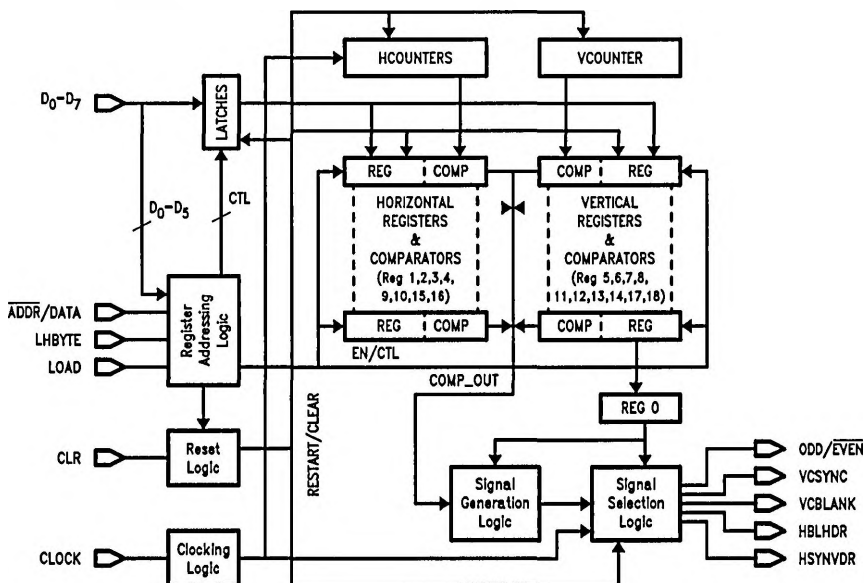 HCOUNTERS
VCOUNTER
D0–D7
LATCHES
CTL
D0–D5
REG
COMP
COMP
REG
HORIZONTAL
REGISTERS
&
COMPARATORS
(Reg 1,2,3,4,
9,10,15,16)
VERTICAL
REGISTERS
&
COMPARATORS
(Reg 5,6,7,8,
11,12,13,14,17,18)
REG
COMP
COMP
REG
A̅D̅D̅R̅/DATA
LHBYTE
LOAD
Register
Addressing
Logic
EN/CTL
COMP_OUT
REG 0
RESTART/CLEAR
CLR
Reset
Logic
Signal
Generation
Logic
Signal
Selection
Logic
ODD/E̅V̅E̅N̅
VCSYNC
VCBLANK
HBLHDR
HSYNVDR
CLOCK
Clocking
Logic